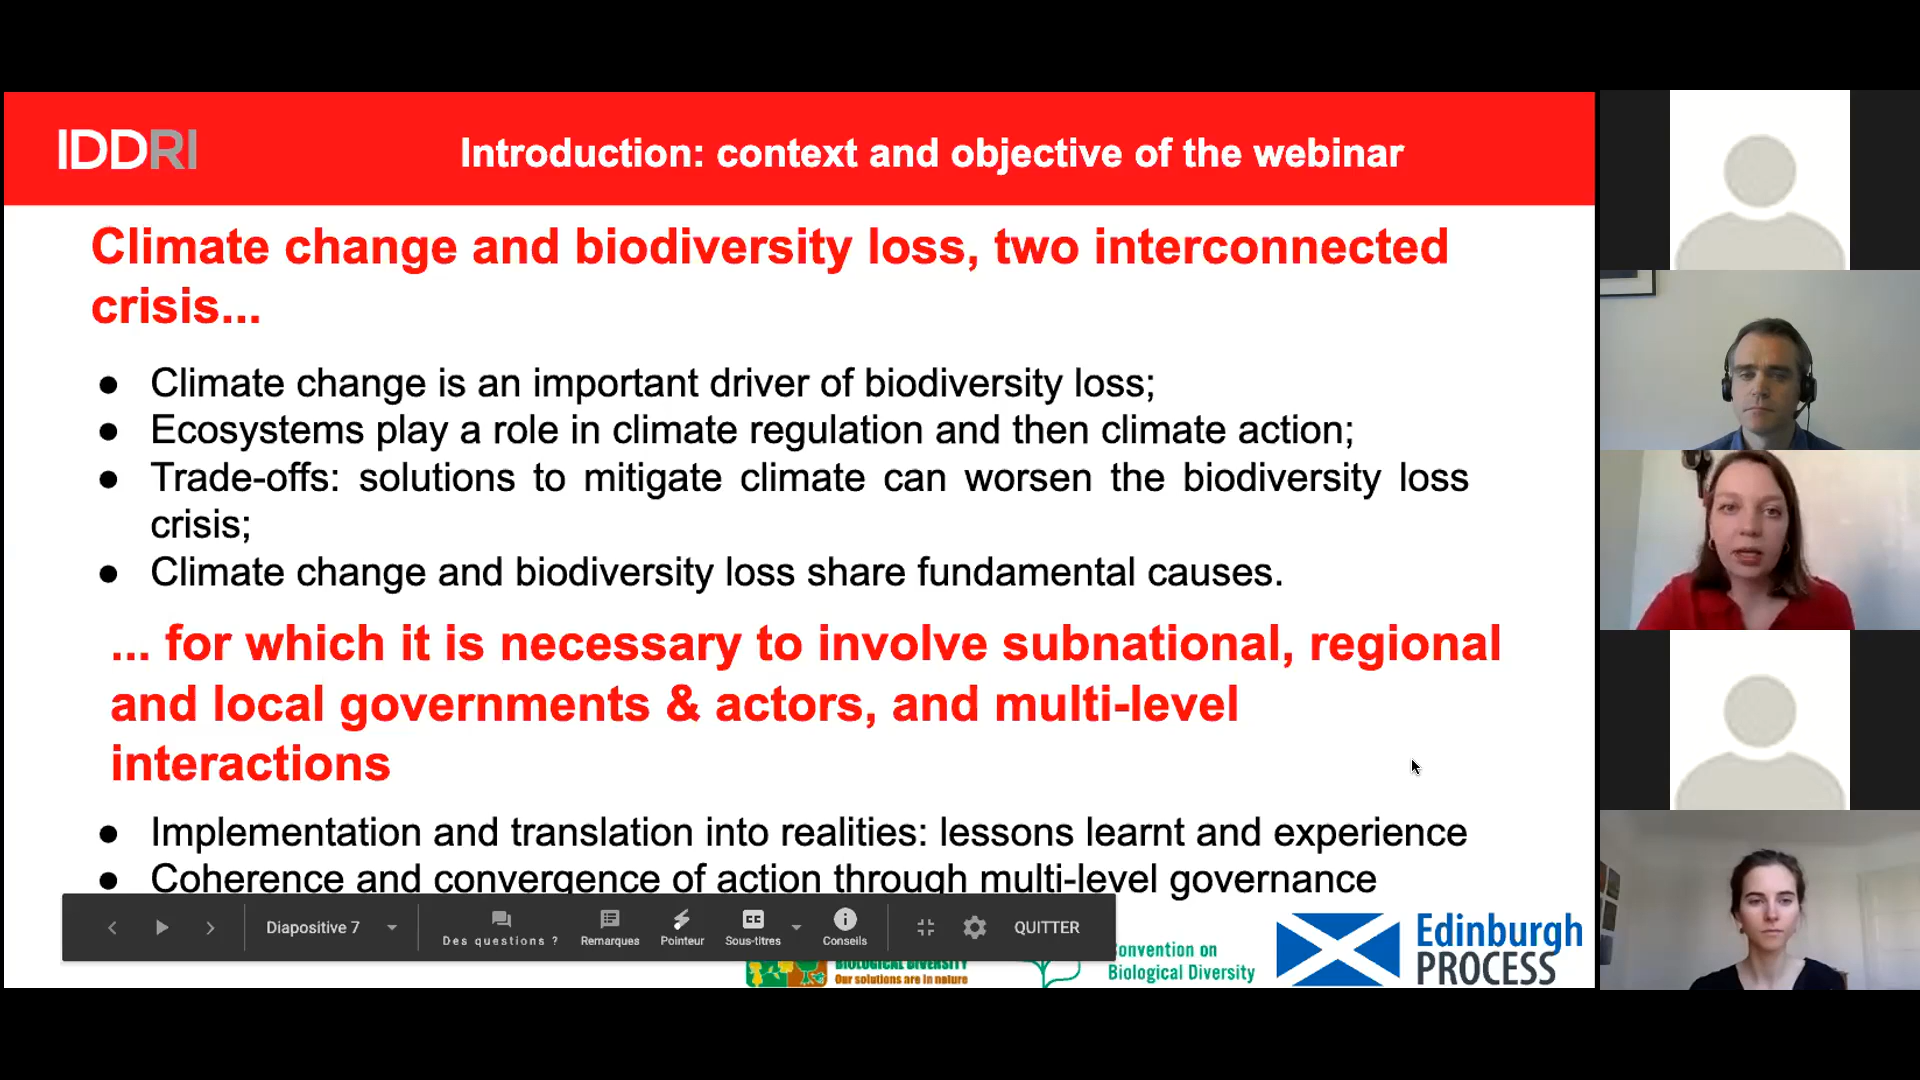 IDDRI
Introduction: context and objective of the webinar
Climate change and biodiversity loss, two interconnected
crisis...
● Climate change is an important driver of biodiversity loss;
● Ecosystems play a role in climate regulation and then climate action;
● Trade-offs: solutions to mitigate climate can worsen the biodiversity loss
crisis;
● Climate change and biodiversity loss share fundamental causes.
... for which it is necessary to involve subnational, regional
and local governments & actors, and multi-level
interactions
● Implementation and translation into realities: lessons learnt and experience
● Coherence and convergence of action through multi-level governance
Diapositive 7
Des questions ?
Remarques
Pointeur
CC
Sous-titres
Conseils
QUITTER
BIOLOGICAL DIVERSITY
Our solutions are in nature
onvention on
Biological Diversity
Edinburgh
PROCESS